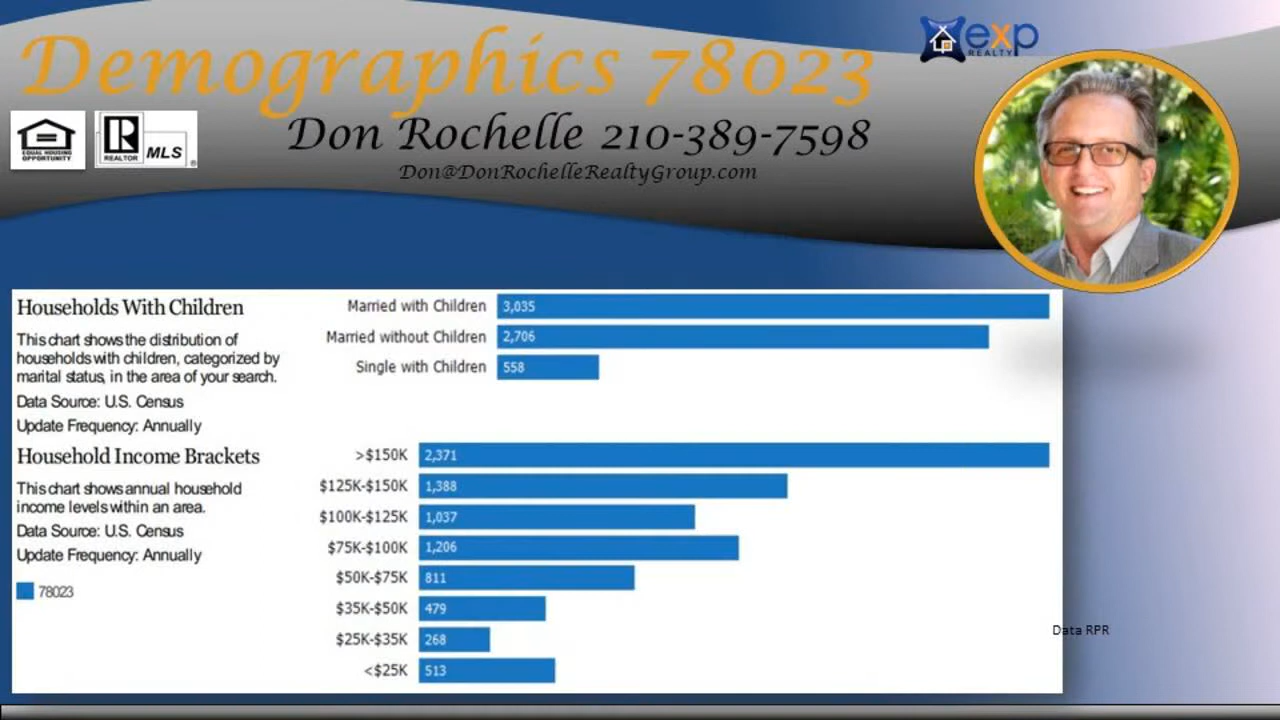 Demographics 78023
exp
REALTY
Don Rochelle 210-389-7598
Don@DonRochelleRealtyGroup.com
EQUAL HOUSING
OPPORTUNITY
R
REALTOR
MLS
®
Households With Children
This chart shows the distribution of
households with children, categorized by
marital status, in the area of your search.
Data Source: U.S. Census
Update Frequency: Annually
Married with Children 3,035
Married without Children 2,706
Single with Children 558
Household Income Brackets
This chart shows annual household
income levels within an area.
Data Source: U.S. Census
Update Frequency: Annually
78023
>$150K 2,371
$125K-$150K 1,388
$100K-$125K 1,037
$75K-$100K 1,206
$50K-$75K 811
$35K-$50K 479
$25K-$35K 268
<$25K 513
Data RPR